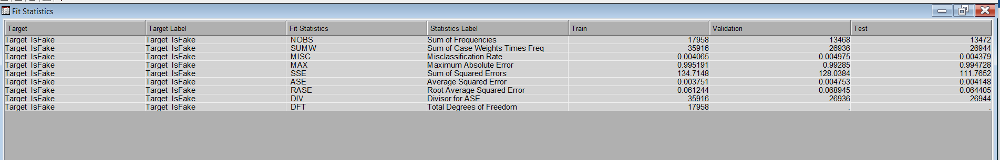 Fit Statistics
Target Target Label Fit Statistics Statistics Label Train Validation Test
Target IsFake Target IsFake NOBS Sum of Frequencies 17958 13468 13472
Target IsFake Target IsFake SUMW Sum of Case Weights Times Freq 35916 26936 26944
Target IsFake Target IsFake MISC Misclassification Rate 0.004065 0.004975 0.004379
Target IsFake Target IsFake MAX Maximum Absolute Error 0.995191 0.99285 0.994728
Target IsFake Target IsFake SSE Sum of Squared Errors 134.7148 128.0384 111.7652
Target IsFake Target IsFake ASE Average Squared Error 0.003751 0.004753 0.004148
Target IsFake Target IsFake RASE Root Average Squared Error 0.061244 0.068945 0.064405
Target IsFake Target IsFake DIV Divisor for ASE 35916 26936 26944
Target IsFake Target IsFake DFT Total Degrees of Freedom 17958 . .